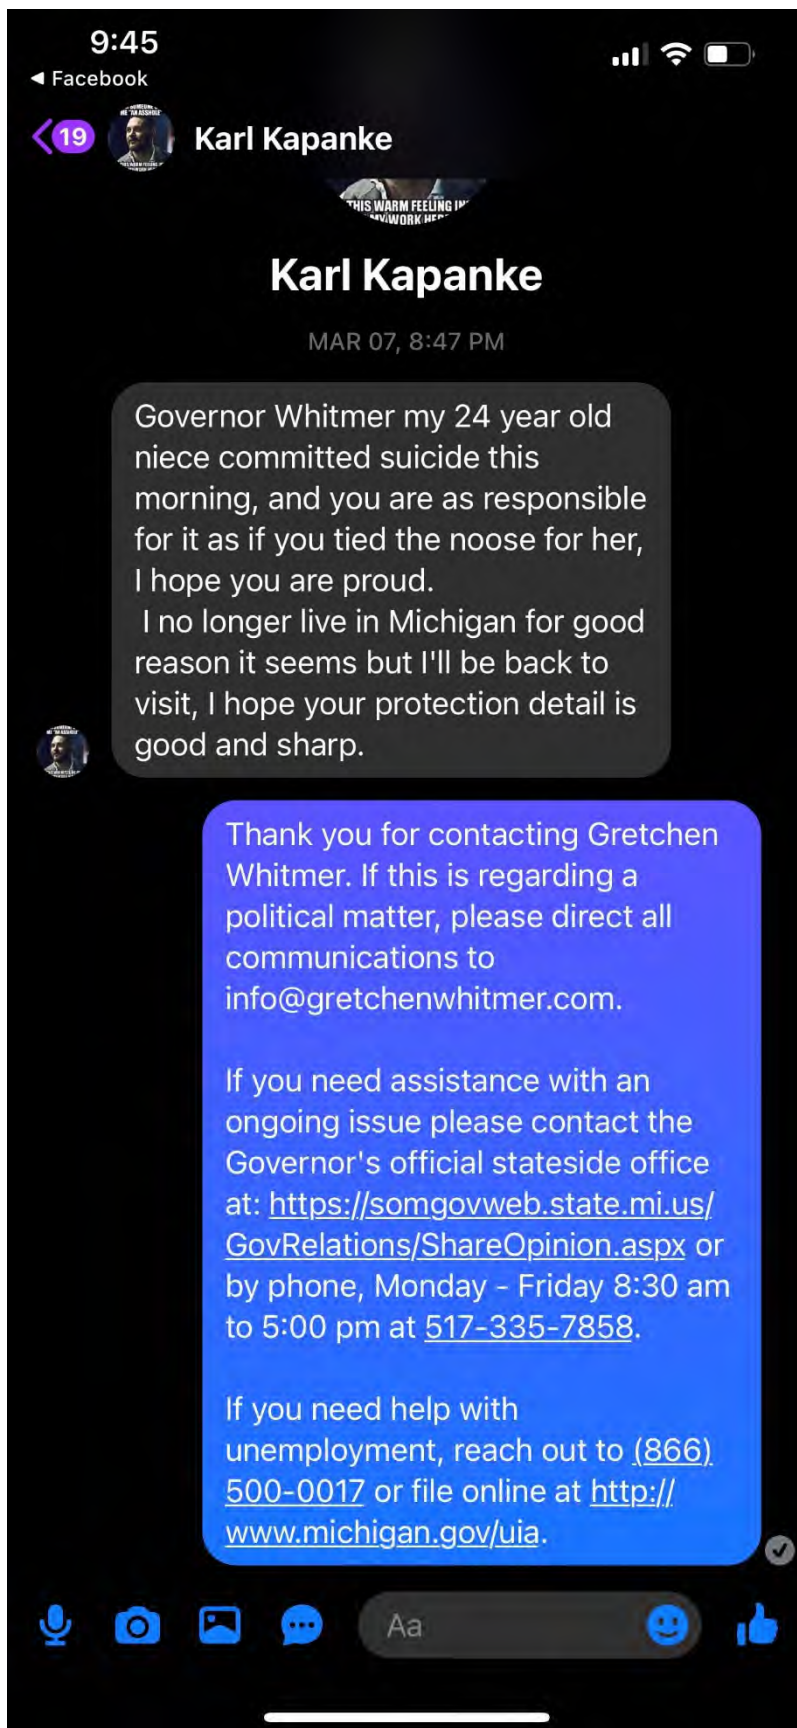 9:45
◀ Facebook
19
Karl Kapanke
THIS WARM FEELING IN
MY WORK HERE
Karl Kapanke
MAR 07, 8:47 PM
Governor Whitmer my 24 year old
niece committed suicide this
morning, and you are as responsible
for it as if you tied the noose for her,
I hope you are proud.
I no longer live in Michigan for good
reason it seems but I'll be back to
visit, I hope your protection detail is
good and sharp.
Thank you for contacting Gretchen
Whitmer. If this is regarding a
political matter, please direct all
communications to
info@gretchenwhitmer.com.
If you need assistance with an
ongoing issue please contact the
Governor's official stateside office
at: https://somgovweb.state.mi.us/
GovRelations/ShareOpinion.aspx or
by phone, Monday - Friday 8:30 am
to 5:00 pm at 517-335-7858.
If you need help with
unemployment, reach out to (866)
500-0017 or file online at http://
www.michigan.gov/uia.
Aa